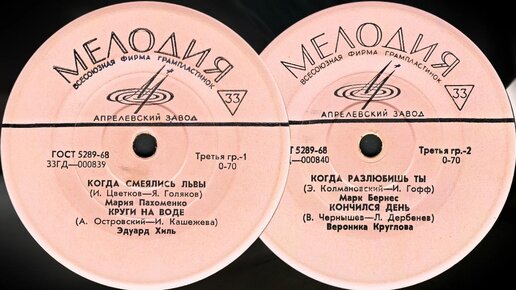 МЕЛОДИЯ
ВСЕСОЮЗНАЯ ФИРМА ГРАМПЛАСТИНОК
33
АПРЕЛЕВСКИЙ ЗАВОД
ГОСТ 5289-68
33ГД—000839
Третья гр.-1
0-70
КОГДА СМЕЯЛИСЬ ЛЬВЫ
(И. Цветков—Я. Голяков)
Мария Пахоменко
КРУГИ НА ВОДЕ
(А. Островский—И. Кашежева)
Эдуард Хиль
МЕЛОДИЯ
ВСЕСОЮЗНАЯ ФИРМА ГРАМПЛАСТИНОК
33
АПРЕЛЕВСКИЙ ЗАВОД
ГОСТ 5289-68
Д—000840
Третья гр.-2
0-70
КОГДА РАЗЛЮБИШЬ ТЫ
(Э. Колмановский—И. Гофф)
Марк Бернес
КОНЧИЛСЯ ДЕНЬ
(В. Чернышев—Л. Дербенев)
Вероника Круглова